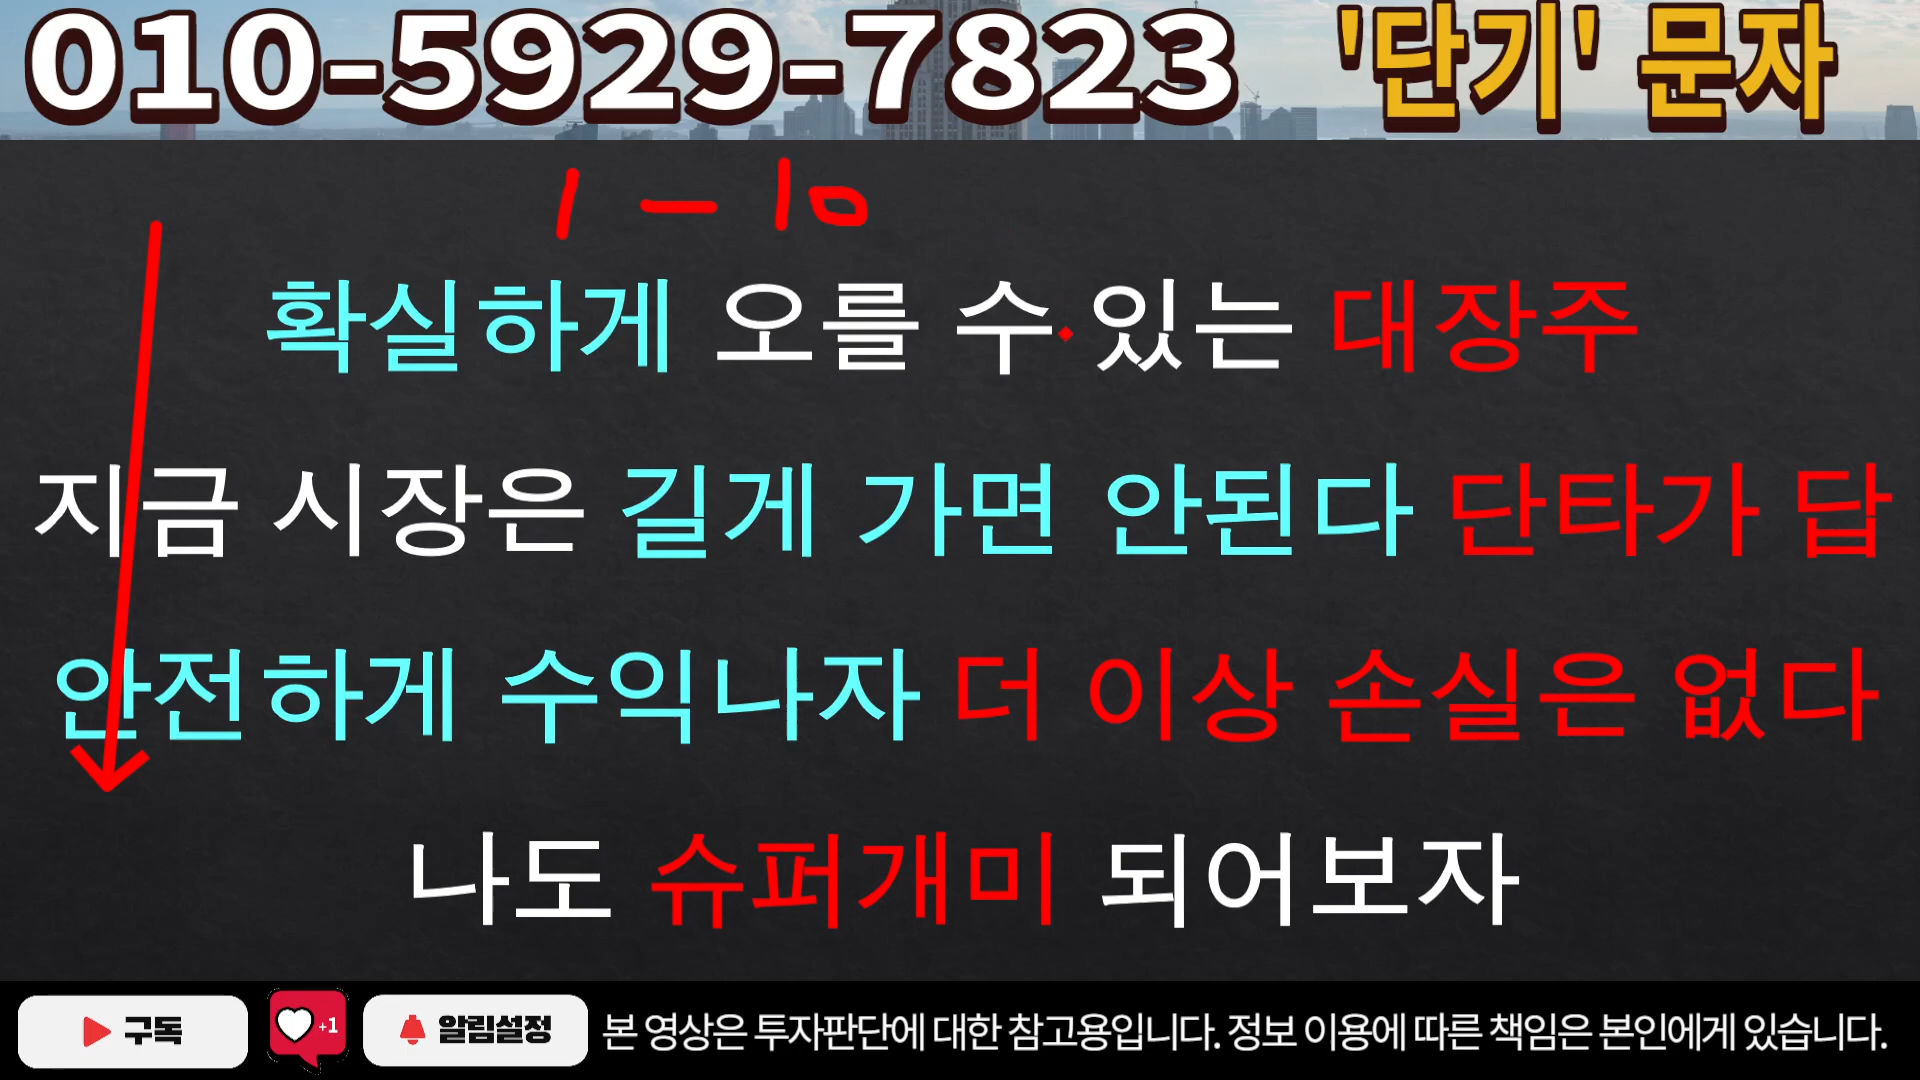 010-5929-7823 '단기' 문자
1 - 10
확실하게 오를 수 있는 대장주
지금 시장은 길게 가면 안된다 단타가 답
안전하게 수익나자 더 이상 손실은 없다
나도 슈퍼개미 되어보자
구독 +1 알림설정 본 영상은 투자판단에 대한 참고용입니다. 정보 이용에 따른 책임은 본인에게 있습니다.